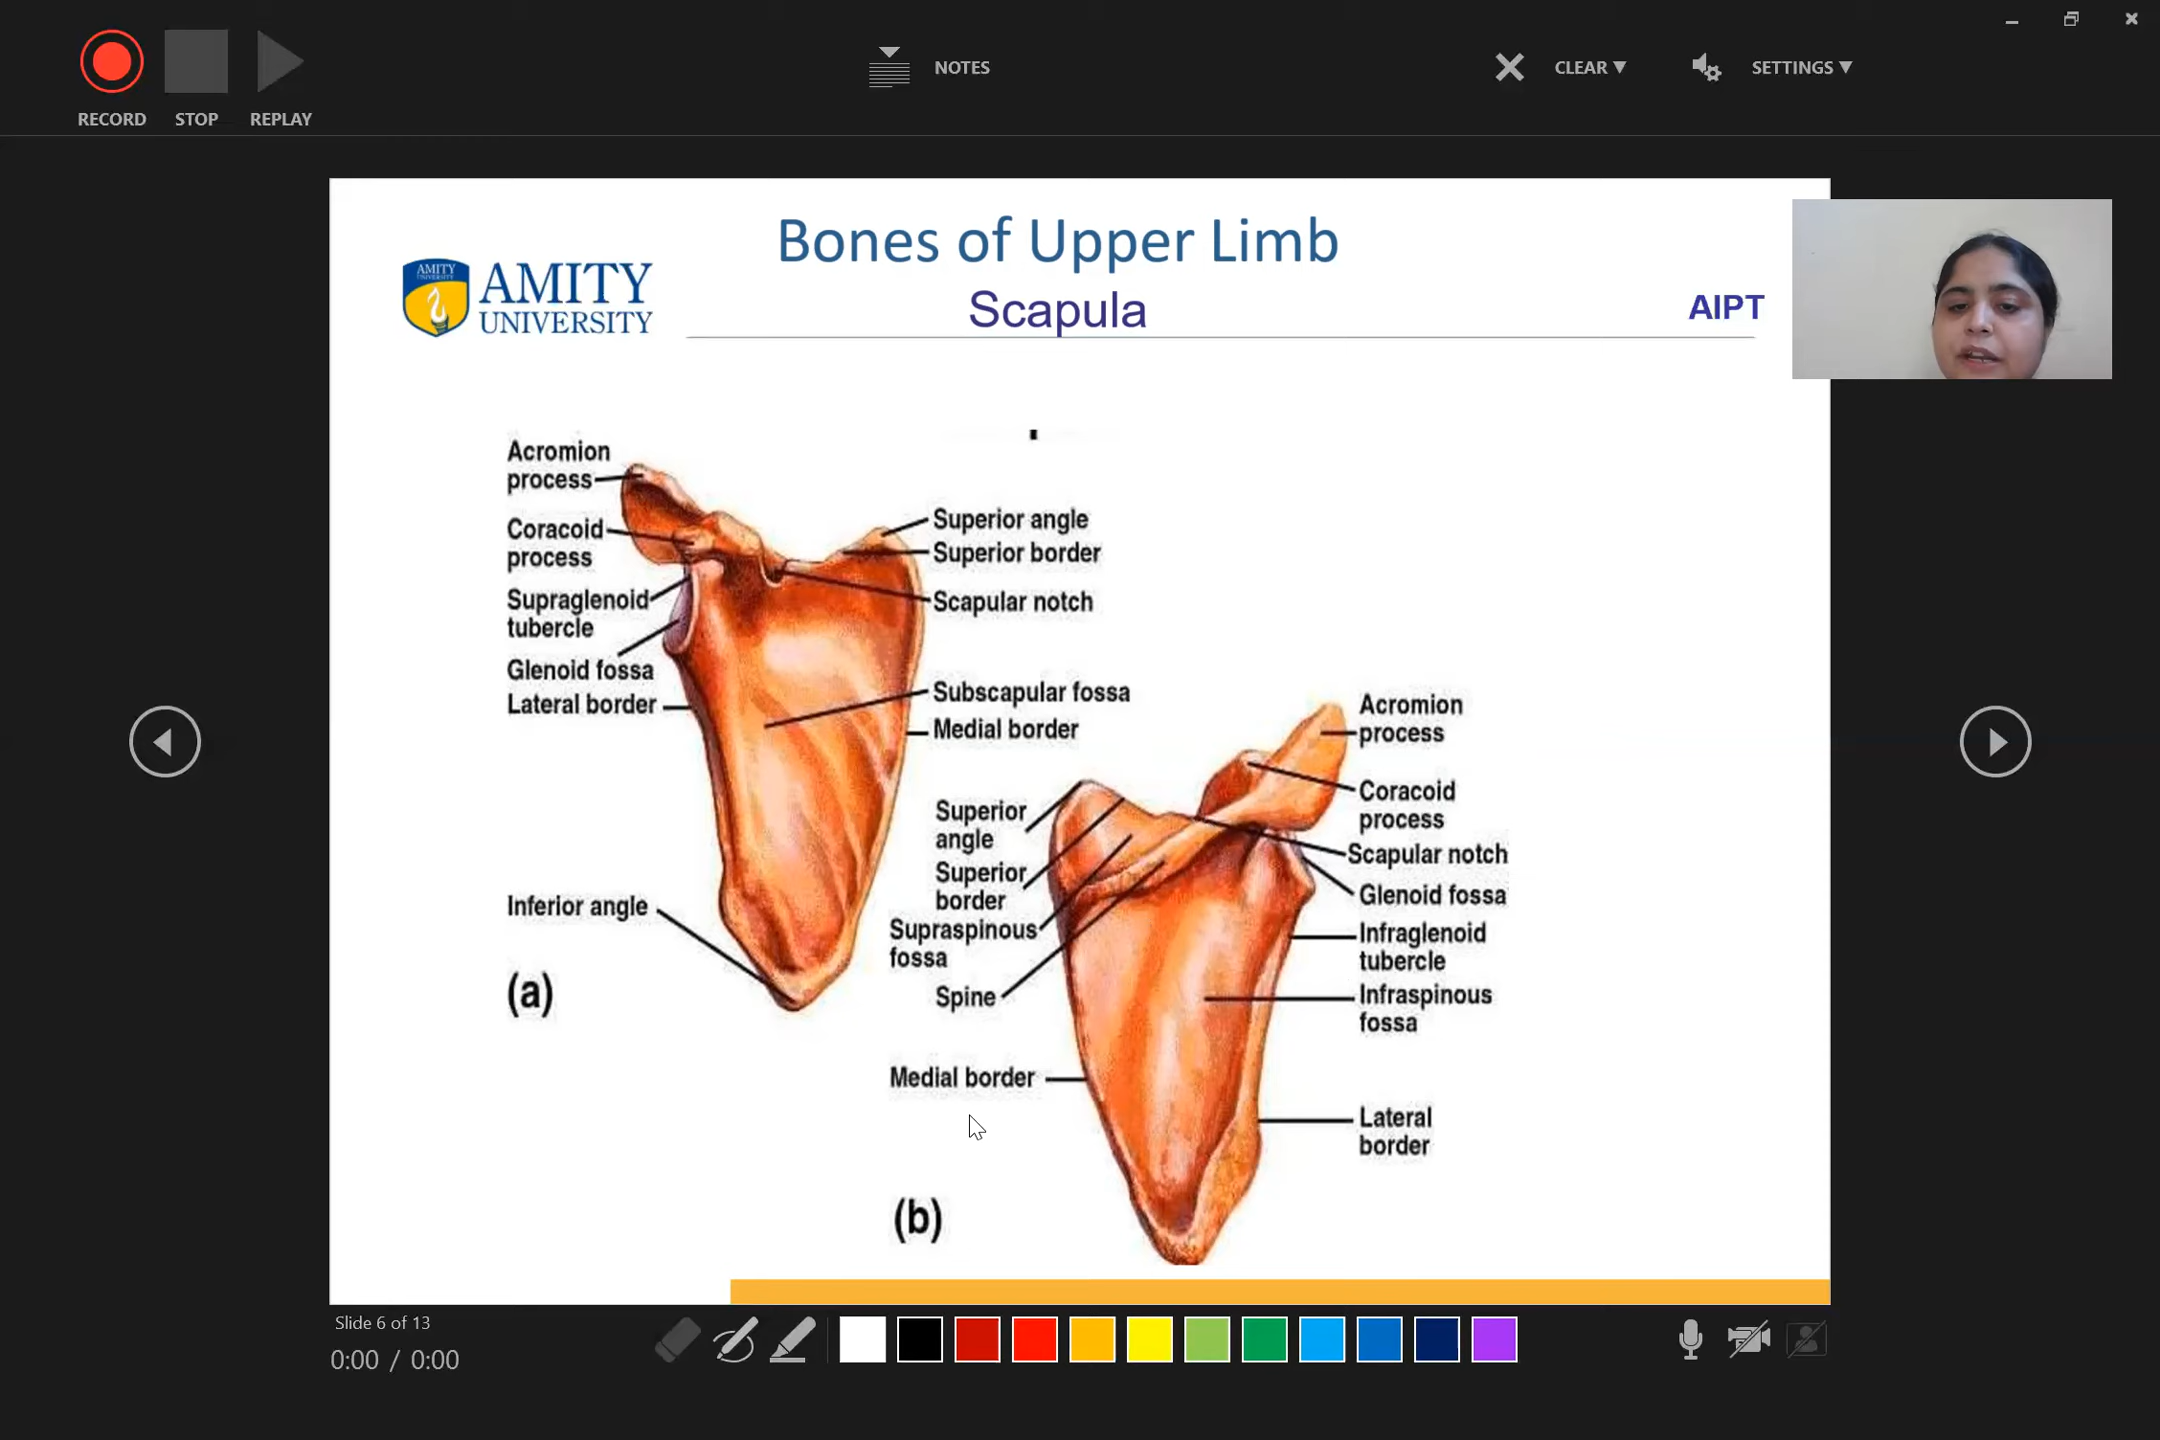 RECORD
STOP
REPLAY
NOTES
CLEAR
SETTINGS
Bones of Upper Limb
AMITY
UNIVERSITY
AMITY
UNIVERSITY
Scapula
AIPT
Acromion
process
Coracoid
process
Supraglenoid
tubercle
Glenoid fossa
Lateral border
Inferior angle
(a)
Superior angle
Superior border
Scapular notch
Subscapular fossa
Medial border
Superior
angle
Superior
border
Supraspinous
fossa
Spine
Medial border
(b)
Acromion
process
Coracoid
process
Scapular notch
Glenoid fossa
Infraglenoid
tubercle
Infraspinous
fossa
Lateral
border
Slide 6 of 13
0:00 / 0:00